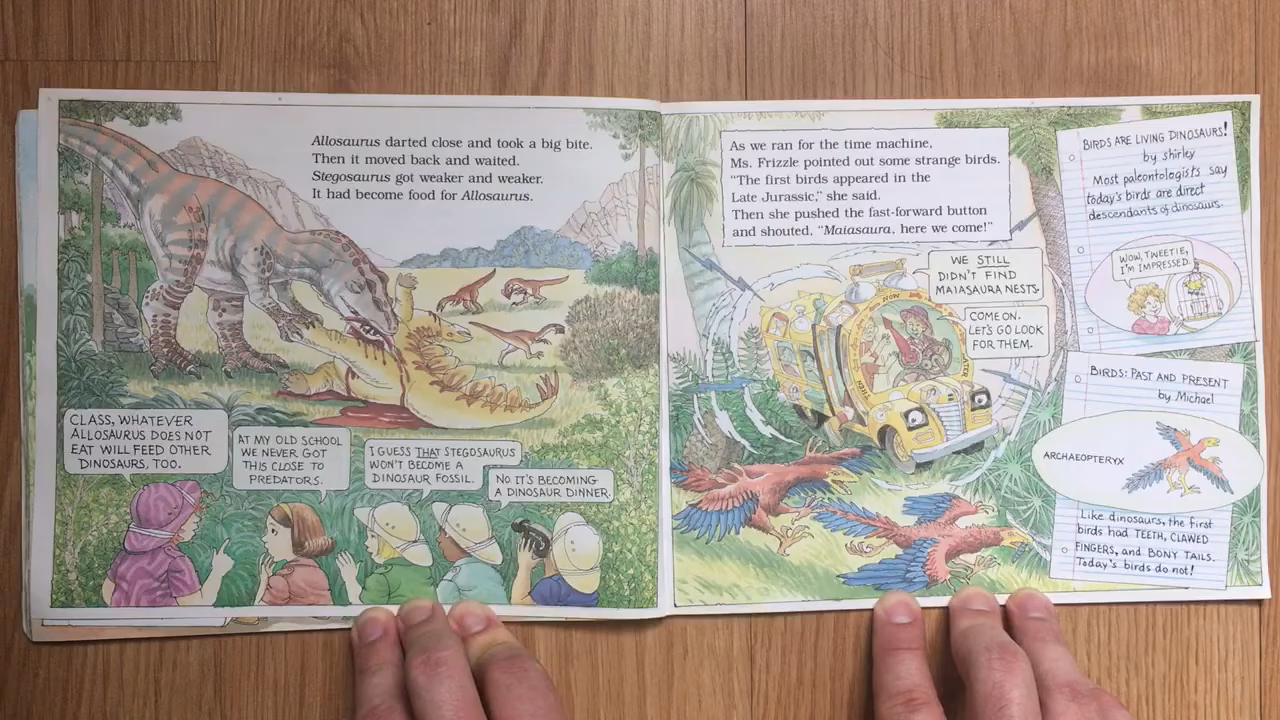 Allosaurus darted close and took a big bite.
Then it moved back and waited.
Stegosaurus got weaker and weaker.
It had become food for Allosaurus.
CLASS, WHATEVER
ALLOSAURUS DOES NOT
EAT WILL FEED OTHER
DINOSAURS, TOO.
AT MY OLD SCHOOL
WE NEVER GOT
THIS CLOSE TO
PREDATORS.
I GUESS THAT STEGOSAURUS
WON'T BECOME A
DINOSAUR FOSSIL.
NO. IT'S BECOMING
A DINOSAUR DINNER.
As we ran for the time machine,
Ms. Frizzle pointed out some strange birds.
"The first birds appeared in the
Late Jurassic," she said.
Then she pushed the fast-forward button
and shouted, "Maiasaura, here we come!"
WE STILL
DIDN'T FIND
MAIASAURA NESTS.
COME ON.
LET'S GO LOOK
FOR THEM.
NOW
BIRDS ARE LIVING DINOSAURS!
by Shirley
Most paleontologists say
today's birds are direct
descendants of dinosaurs.
WOW, TWEETIE,
I'M IMPRESSED.
BIRDS: PAST AND PRESENT
by Michael
ARCHAEOPTERYX
Like dinosaurs, the first
birds had TEETH, CLAWED
FINGERS, and BONY TAILS.
Today's birds do not!